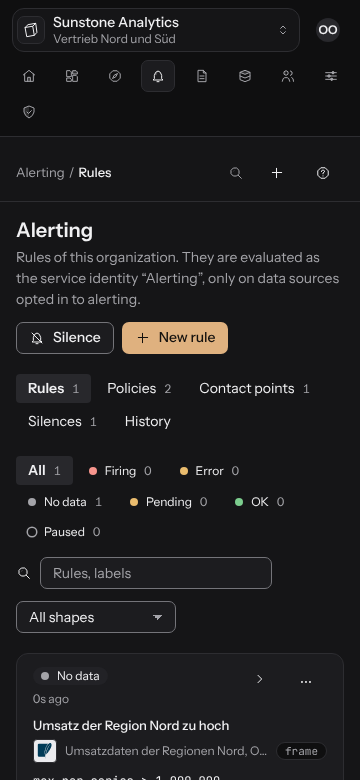 Sunstone Analytics
Vertrieb Nord und Süd
OO
Alerting / Rules
Alerting
Rules of this organization. They are evaluated as
the service identity “Alerting”, only on data sources
opted in to alerting.
Silence
New rule
Rules 1 Policies 2 Contact points 1
Silences 1 History
All 1 Firing 0 Error 0
No data 1 Pending 0 OK 0
Paused 0
Rules, labels
All shapes
No data
0s ago
Umsatz der Region Nord zu hoch
Umsatzdaten der Regionen Nord, O... frame